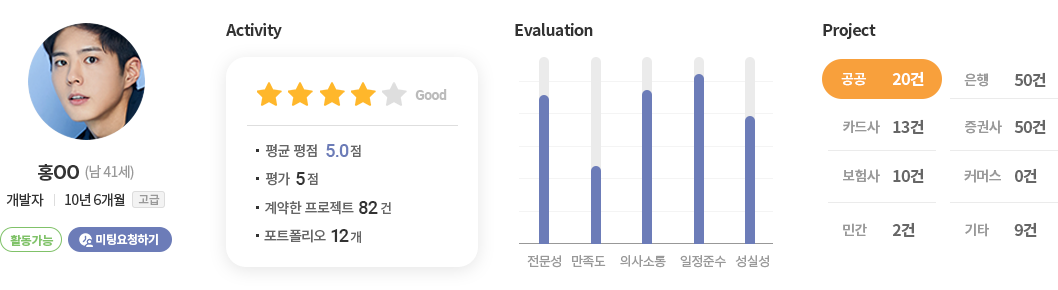 홍OO (남 41세)
개발자 10년 6개월 고급
활동가능 미팅요청하기
Activity
Good
평균 평점 5.0점
평가 5점
계약한 프로젝트 82건
포트폴리오 12개
Evaluation
전문성 만족도 의사소통 일정준수 성실성
Project
공공 20건 은행 50건
카드사 13건 증권사 50건
보험사 10건 커머스 0건
민간 2건 기타 9건